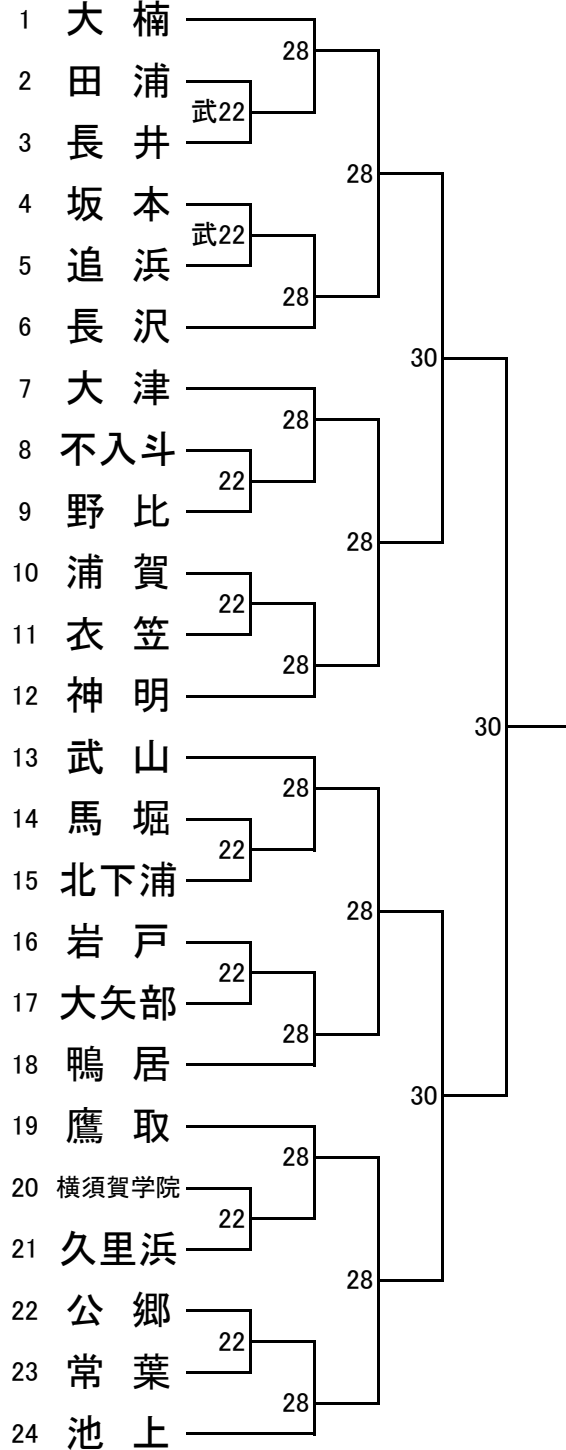 1 大楠
28
2 田浦
武22
3 長井
28
4 坂本
武22
5 追浜
28
6 長沢
30
7 大津
28
8 不入斗
22
9 野比
28
10 浦賀
22
11 衣笠
28
12 神明
30
13 武山
28
14 馬堀
22
15 北下浦
28
16 岩戸
22
17 大矢部
28
18 鴨居
30
19 鷹取
28
20 横須賀学院
22
21 久里浜
28
22 公郷
22
23 常葉
28
24 池上